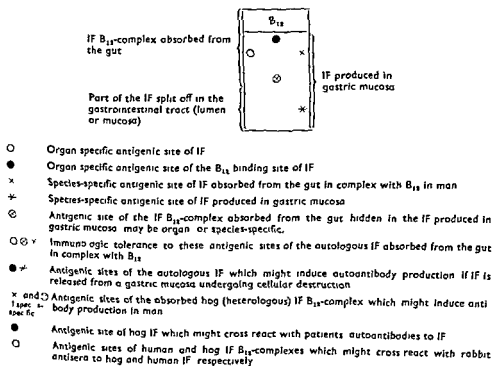 B₁₂
IF B₁₂-complex absorbed from
the gut
IF produced in
gastric mucosa
Part of the IF split off in the
gastrointestinal tract (lumen
or mucosa)
○ Organ specific antigenic site of IF
● Organ specific antigenic site of the B₁₂ binding site of IF
× Species-specific antigenic site of IF absorbed from the gut in complex with B₁₂ in man
⚹ Species-specific antigenic site of IF produced in gastric mucosa
⊗ Antigenic site of the IF B₁₂-complex absorbed from the gut hidden in the IF produced in
gastric mucosa may be organ or species-specific.
○⊗× Immunologic tolerance to these antigenic sites of the autologous IF absorbed from the gut
in complex with B₁₂
●⚹ Antigenic sites of the autologous IF which might induce autoantibody production if IF is
released from a gastric mucosa undergoing cellular destruction
× and Antigenic sites of the absorbed hog (heterologous) IF B₁₂-complex which might induce anti
body production in man
● Antigenic site of hog IF which might cross react with patients autoantibodies to IF
○ Antigenic sites of human and hog IF B₁₂-complexes which might cross react with rabbit
antisera to hog and human IF respectively